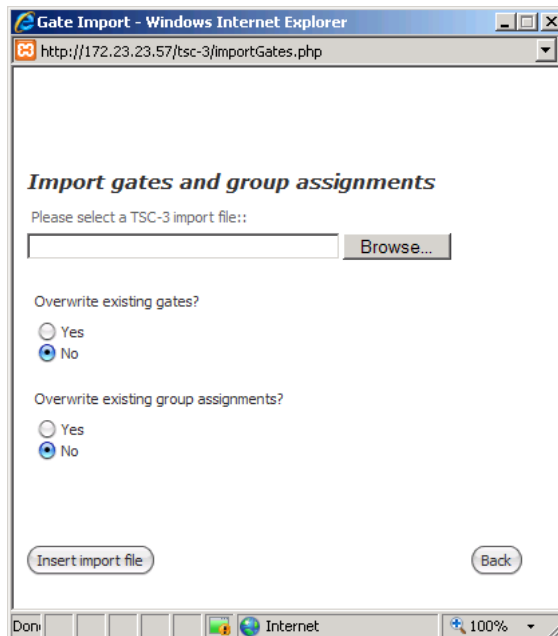 Gate Import - Windows Internet Explorer
http://172.23.23.57/tsc-3/importGates.php
Import gates and group assignments
Please select a TSC-3 import file::
Browse...
Overwrite existing gates?
Yes
No
Overwrite existing group assignments?
Yes
No
Insert import file
Back
Internet
100%